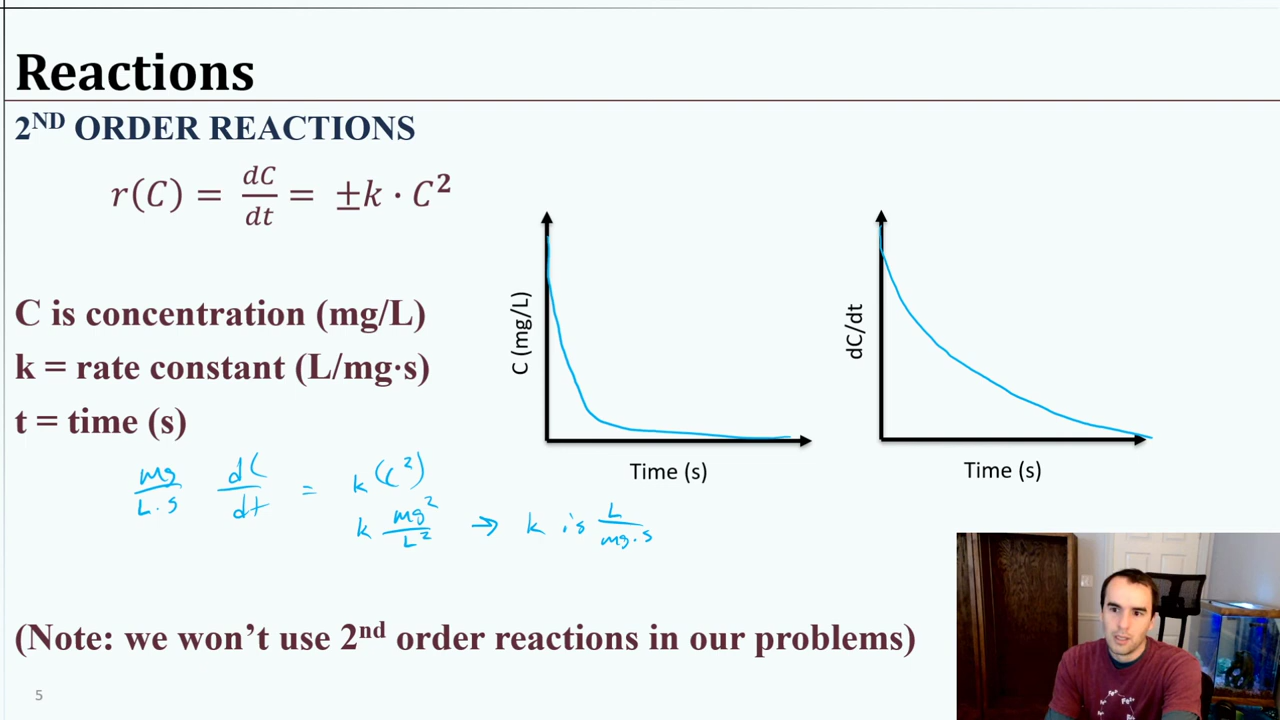 Reactions
2ND ORDER REACTIONS
r(C) = dC/dt = ±k · C²
C is concentration (mg/L)
k = rate constant (L/mg·s)
t = time (s)
mg/L·s dC/dt = k(C²)
k mg²/L² → k is L/mg·s
C (mg/L)
Time (s)
dC/dt
Time (s)
(Note: we won’t use 2nd order reactions in our problems)
5